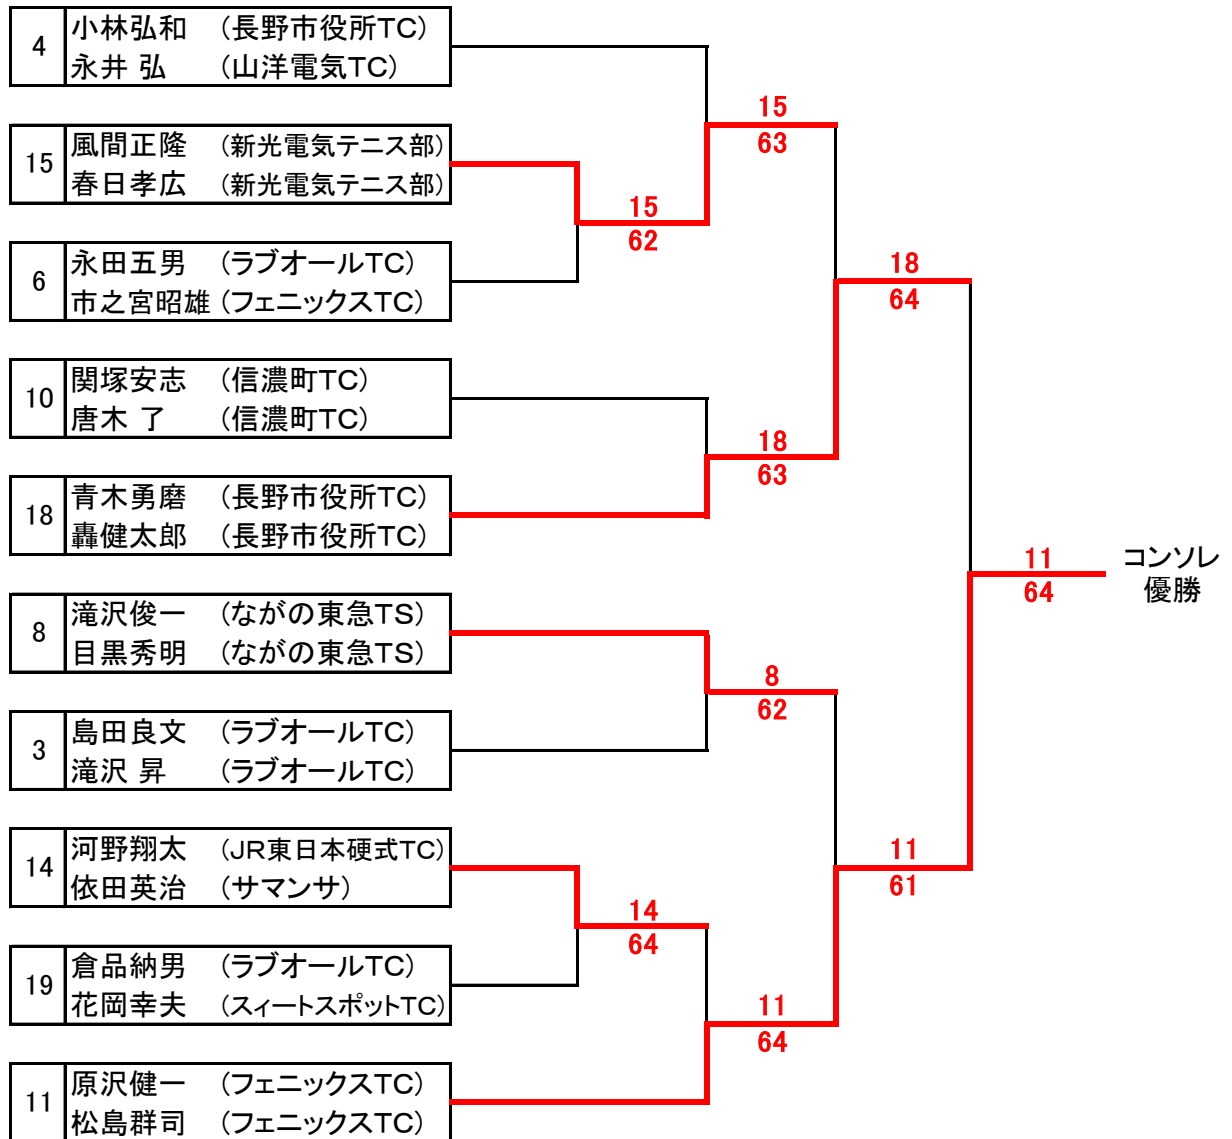 4
小林弘和 (長野市役所TC)
永井 弘 (山洋電気TC)
15
風間正隆 (新光電気テニス部)
春日孝広 (新光電気テニス部)
6
永田五男 (ラブオールTC)
市之宮昭雄 (フェニックスTC)
10
関塚安志 (信濃町TC)
唐木 了 (信濃町TC)
18
青木勇磨 (長野市役所TC)
轟健太郎 (長野市役所TC)
8
滝沢俊一 (ながの東急TS)
目黒秀明 (ながの東急TS)
3
島田良文 (ラブオールTC)
滝沢 昇 (ラブオールTC)
14
河野翔太 (JR東日本硬式TC)
依田英治 (サマンサ)
19
倉品納男 (ラブオールTC)
花岡幸夫 (スィートスポットTC)
11
原沢健一 (フェニックスTC)
松島群司 (フェニックスTC)
15
62
14
64
15
63
18
63
8
62
11
64
18
64
11
61
11
64
コンソレ
優勝